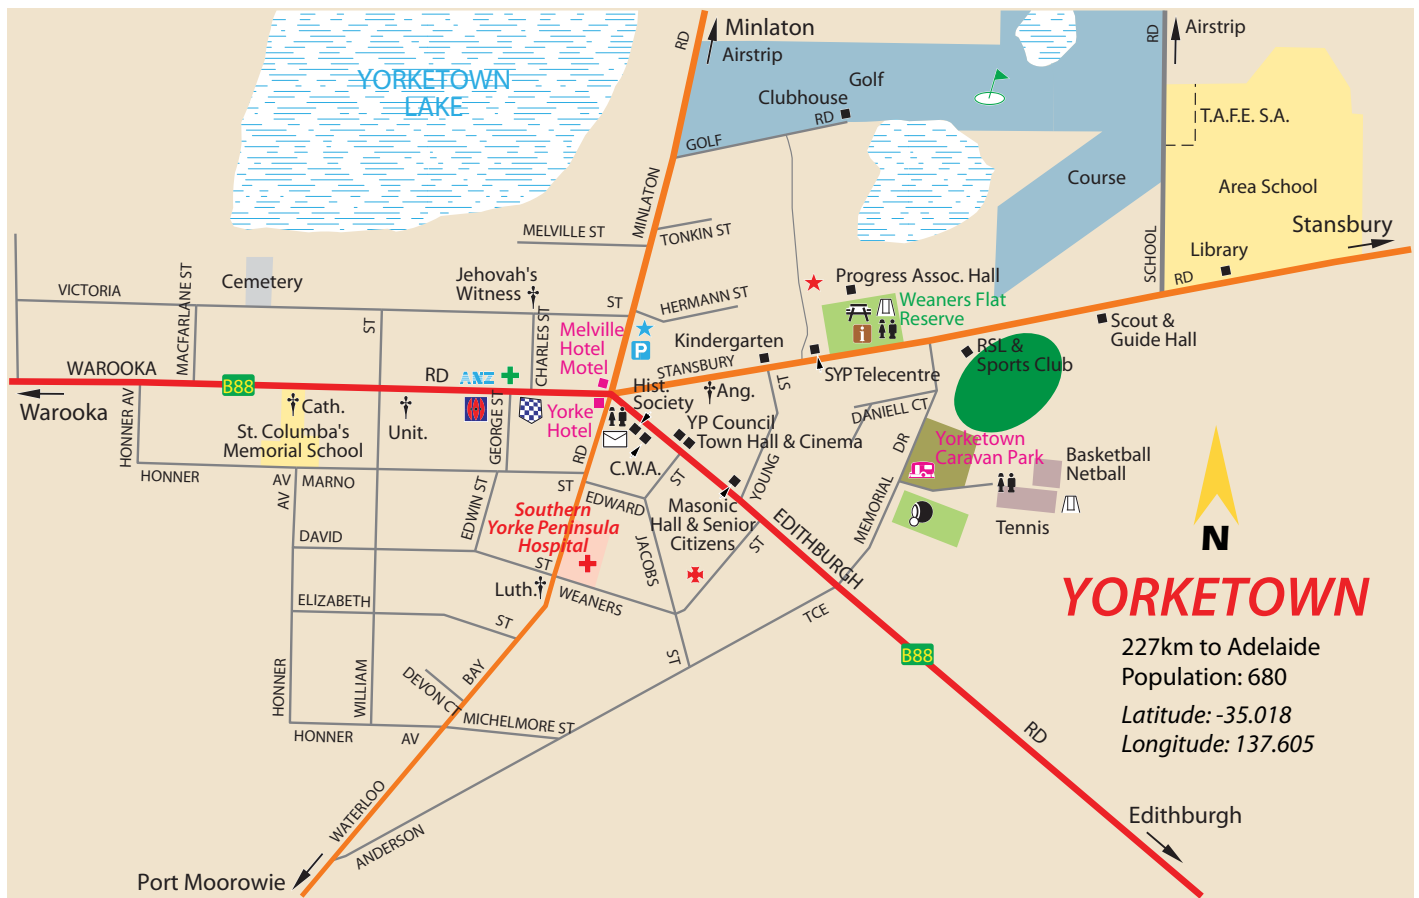 YORKETOWN
LAKE
RD
Minlaton
Airstrip
Golf
Clubhouse
RD
GOLF
RD
Airstrip
T.A.F.E. S.A.
Area School
Course
Stansbury
Library
SCHOOL
RD
MINLATON
MELVILLE ST
TONKIN ST
VICTORIA
MACFARLANE ST
Cemetery
Jehovah's
Witness
ST
HERMANN ST
Progress Assoc. Hall
Weaners Flat
Reserve
i
Scout &
Guide Hall
RSL &
Sports Club
ST
CHARLES ST
Melville
Hotel
Motel
P
Kindergarten
STANSBURY
SYP Telecentre
WAROOKA
B88
RD
ANZ
Warooka
HONNER AV
Cath.
St. Columba's
Memorial School
Unit.
GEORGE ST
Yorke
Hotel
Hist.
Society
Ang.
ST
DANIELL CT
YP Council
Town Hall & Cinema
C.W.A.
RD
DR
Yorketown
Caravan Park
Basketball
Netball
Tennis
HONNER
AV
AV
MARNO
ST
EDWIN ST
EDWARD
ST
YOUNG
Masonic
Hall & Senior
Citizens
ST
MEMORIAL
Southern
Yorke Peninsula
Hospital
DAVID
ST
JACOBS
EDITHBURGH
N
Luth.
WEANERS
TCE
ELIZABETH
ST
ST
YORKETOWN
227km to Adelaide
Population: 680
Latitude: -35.018
Longitude: 137.605
B88
HONNER
WILLIAM
BAY
DEVON CT
MICHELMORE ST
HONNER
AV
RD
WATERLOO
ANDERSON
Edithburgh
Port Moorowie